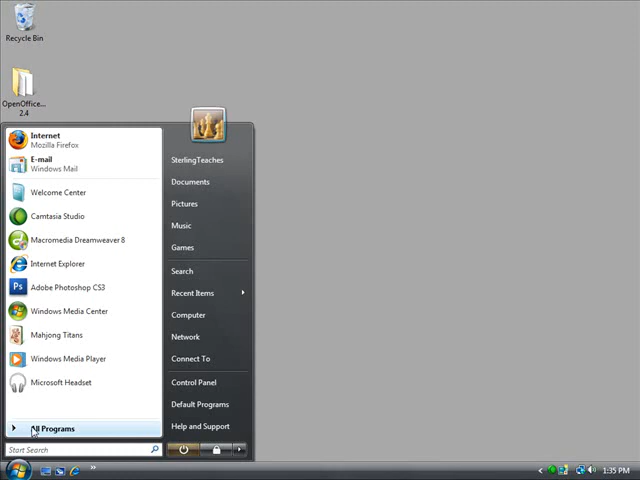 Recycle Bin
OpenOffice...
2.4
Internet
Mozilla Firefox
E-mail
Windows Mail
Welcome Center
Camtasia Studio
Macromedia Dreamweaver 8
Internet Explorer
Adobe Photoshop CS3
Windows Media Center
Mahjong Titans
Windows Media Player
Microsoft Headset
All Programs
Start Search
SterlingTeaches
Documents
Pictures
Music
Games
Search
Recent Items
Computer
Network
Connect To
Control Panel
Default Programs
Help and Support
1:35 PM